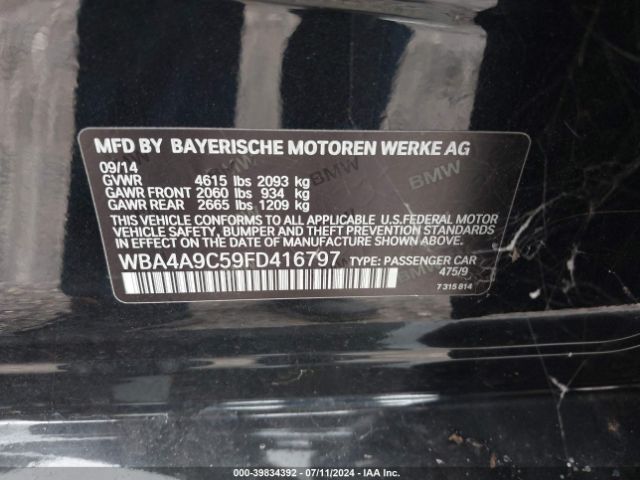 MFD BY BAYERISCHE MOTOREN WERKE AG
09/14
GVWR 4615 lbs 2093 kg
GAWR FRONT 2060 lbs 934 kg
GAWR REAR 2665 lbs 1209 kg
THIS VEHICLE CONFORMS TO ALL APPLICABLE U.S.FEDERAL MOTOR
VEHICLE SAFETY, BUMPER AND THEFT PREVENTION STANDARDS
IN EFFECT ON THE DATE OF MANUFACTURE SHOWN ABOVE.
WBA4A9C59FD416797 TYPE: PASSENGER CAR
475/9
7 315 814
BMW
BMW
000-39834392 - 07/11/2024 - IAA Inc.